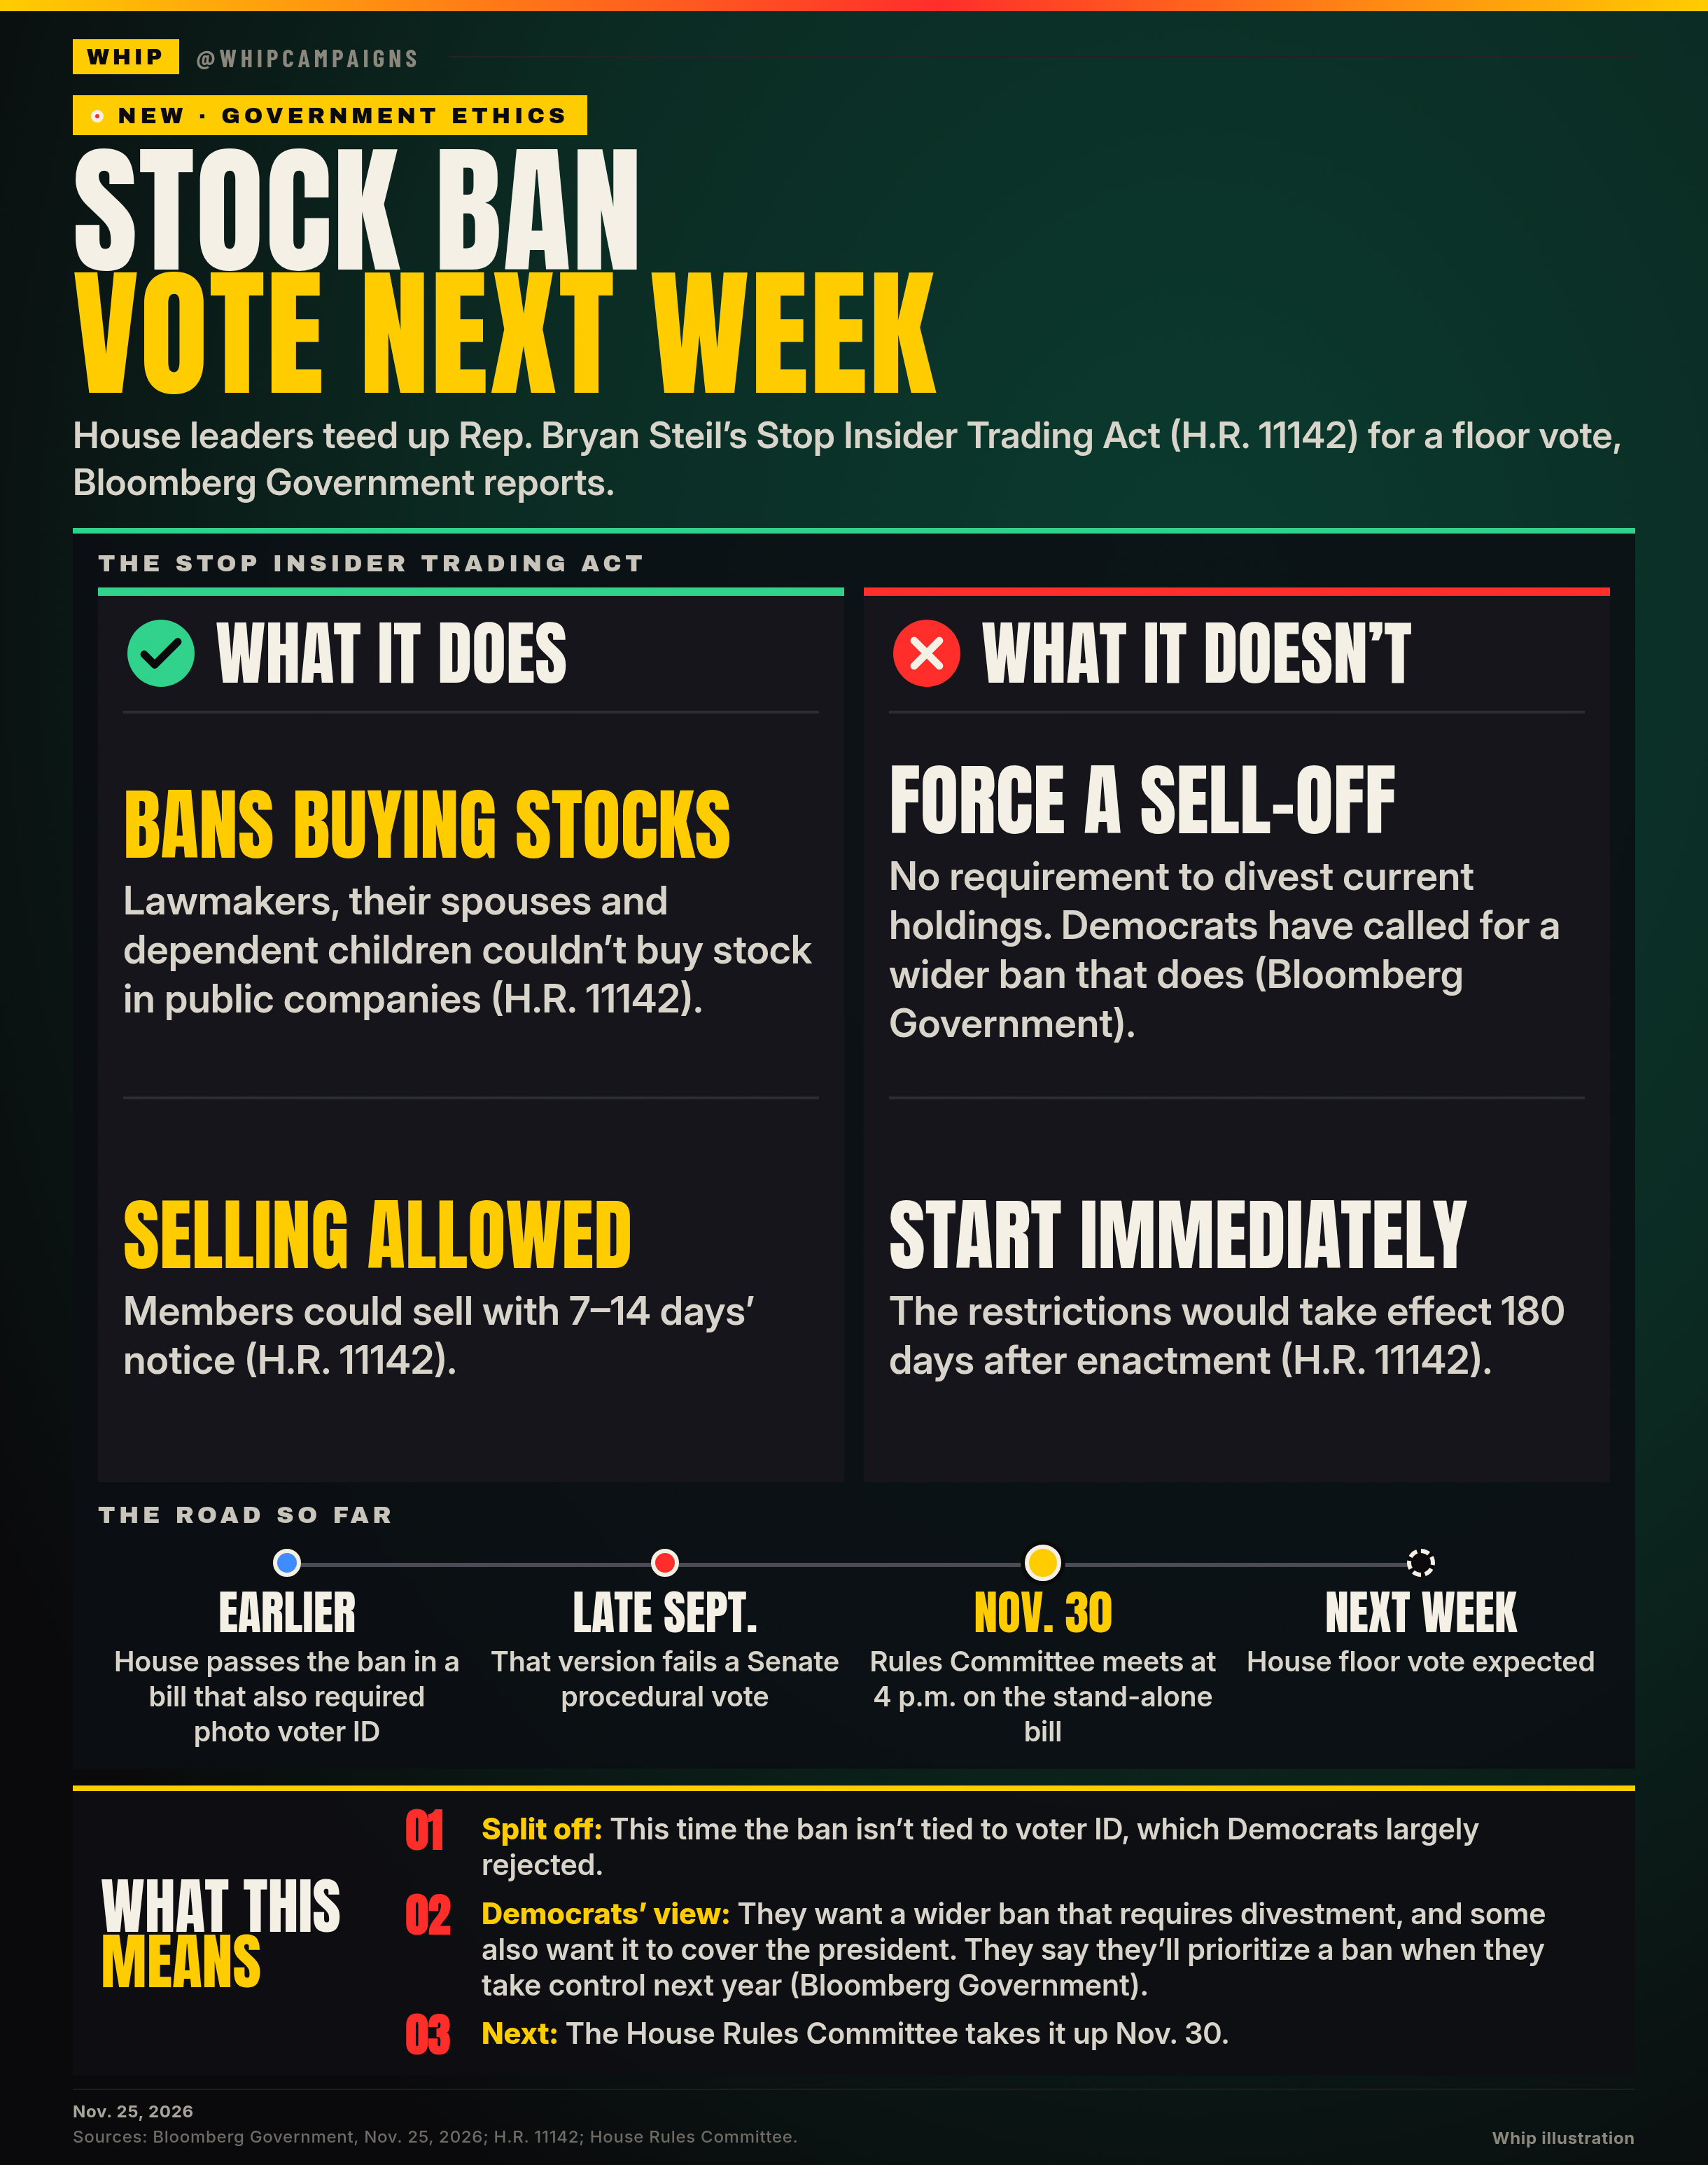 WHIP @WHIPCAMPAIGNS
NEW · GOVERNMENT ETHICS
STOCK BAN
VOTE NEXT WEEK
House leaders teed up Rep. Bryan Steil’s Stop Insider Trading Act (H.R. 11142) for a floor vote,
Bloomberg Government reports.
THE STOP INSIDER TRADING ACT
WHAT IT DOES
BANS BUYING STOCKS
Lawmakers, their spouses and
dependent children couldn’t buy stock
in public companies (H.R. 11142).
SELLING ALLOWED
Members could sell with 7–14 days’
notice (H.R. 11142).
WHAT IT DOESN’T
FORCE A SELL-OFF
No requirement to divest current
holdings. Democrats have called for a
wider ban that does (Bloomberg
Government).
START IMMEDIATELY
The restrictions would take effect 180
days after enactment (H.R. 11142).
THE ROAD SO FAR
EARLIER
House passes the ban in a
bill that also required
photo voter ID
LATE SEPT.
That version fails a Senate
procedural vote
NOV. 30
Rules Committee meets at
4 p.m. on the stand-alone
bill
NEXT WEEK
House floor vote expected
WHAT THIS
MEANS
01 Split off: This time the ban isn’t tied to voter ID, which Democrats largely
rejected.
02 Democrats’ view: They want a wider ban that requires divestment, and some
also want it to cover the president. They say they’ll prioritize a ban when they
take control next year (Bloomberg Government).
03 Next: The House Rules Committee takes it up Nov. 30.
Nov. 25, 2026
Sources: Bloomberg Government, Nov. 25, 2026; H.R. 11142; House Rules Committee.
Whip illustration